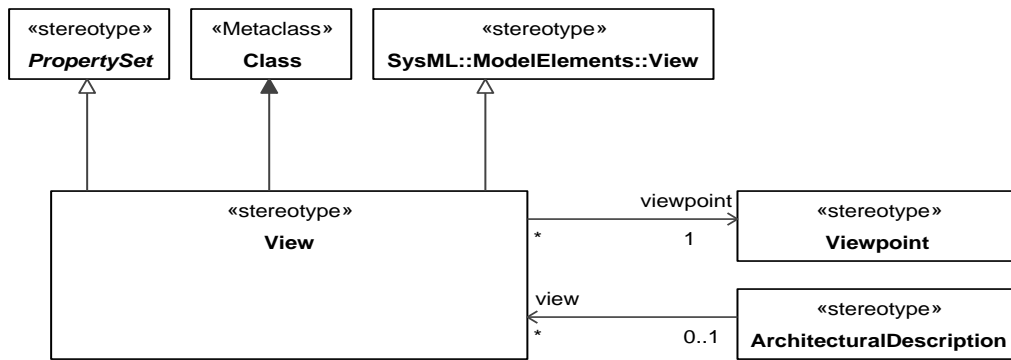 «stereotype»
PropertySet
«Metaclass»
Class
«stereotype»
SysML::ModelElements::View
«stereotype»
View
viewpoint
*
1
«stereotype»
Viewpoint
view
*
0..1
«stereotype»
ArchitecturalDescription